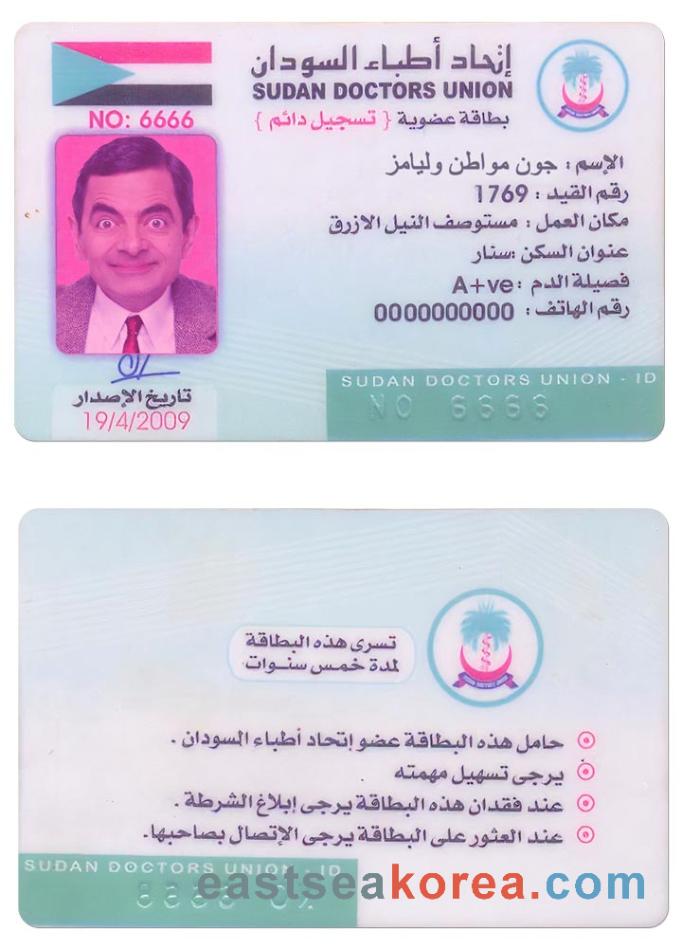 إتحاد أطباء السودان
SUDAN DOCTORS UNION
بطاقة عضوية { تسجيل دائم }
NO: 6666
الإسم : جون مواطن وليامز
رقم القيد : 1769
مكان العمل : مستوصف النيل الازرق
عنوان السكن :سنار
فصيلة الدم :A+ve
رقم الهاتف : 0000000000
تاريخ الإصدار
19/4/2009
SUDAN DOCTORS UNION - ID
NO 6666
تسرى هذه البطاقة
لمدة خمس سنوات
SUDAN DOCTORS UNION
حامل هذه البطاقة عضو إتحاد أطباء السودان .
يرجى تسهيل مهمته
عند فقدان هذه البطاقة يرجى إبلاغ الشرطة .
عند العثور على البطاقة يرجى الإتصال بصاحبها.
SUDAN DOCTORS UNION - ID
eastseakorea.com